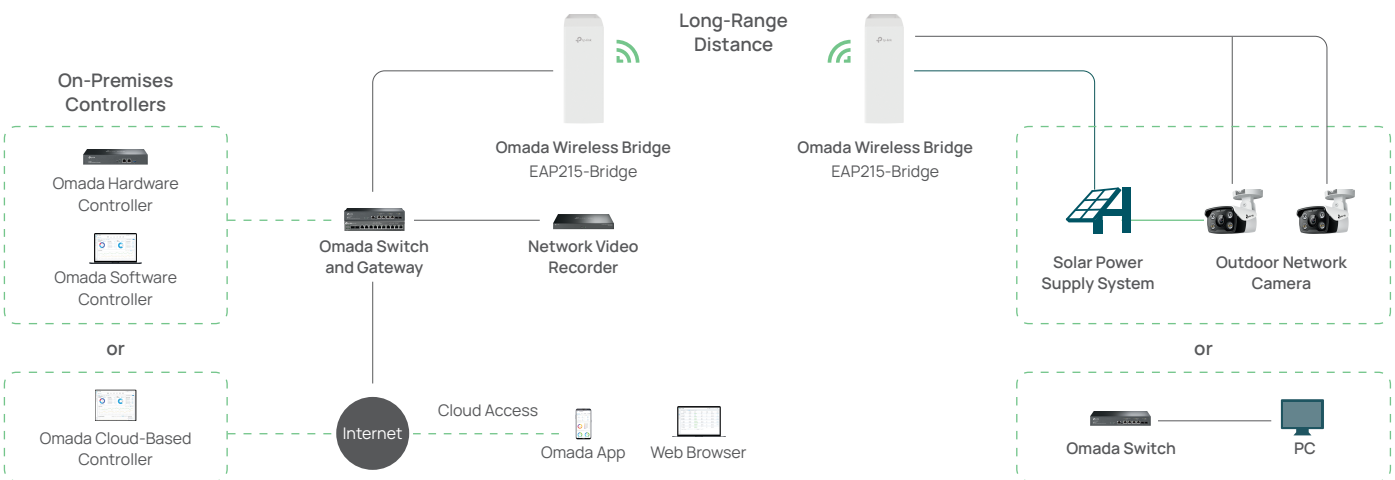 Long-Range
Distance
On-Premises
Controllers
Omada Wireless Bridge
EAP215-Bridge
Omada Wireless Bridge
EAP215-Bridge
Omada Hardware
Controller
Omada Switch
and Gateway
Network Video
Recorder
Omada Software
Controller
Solar Power
Supply System
Outdoor Network
Camera
or
or
Omada Cloud-Based
Controller
Internet
Cloud Access
Omada App
Web Browser
Omada Switch
PC